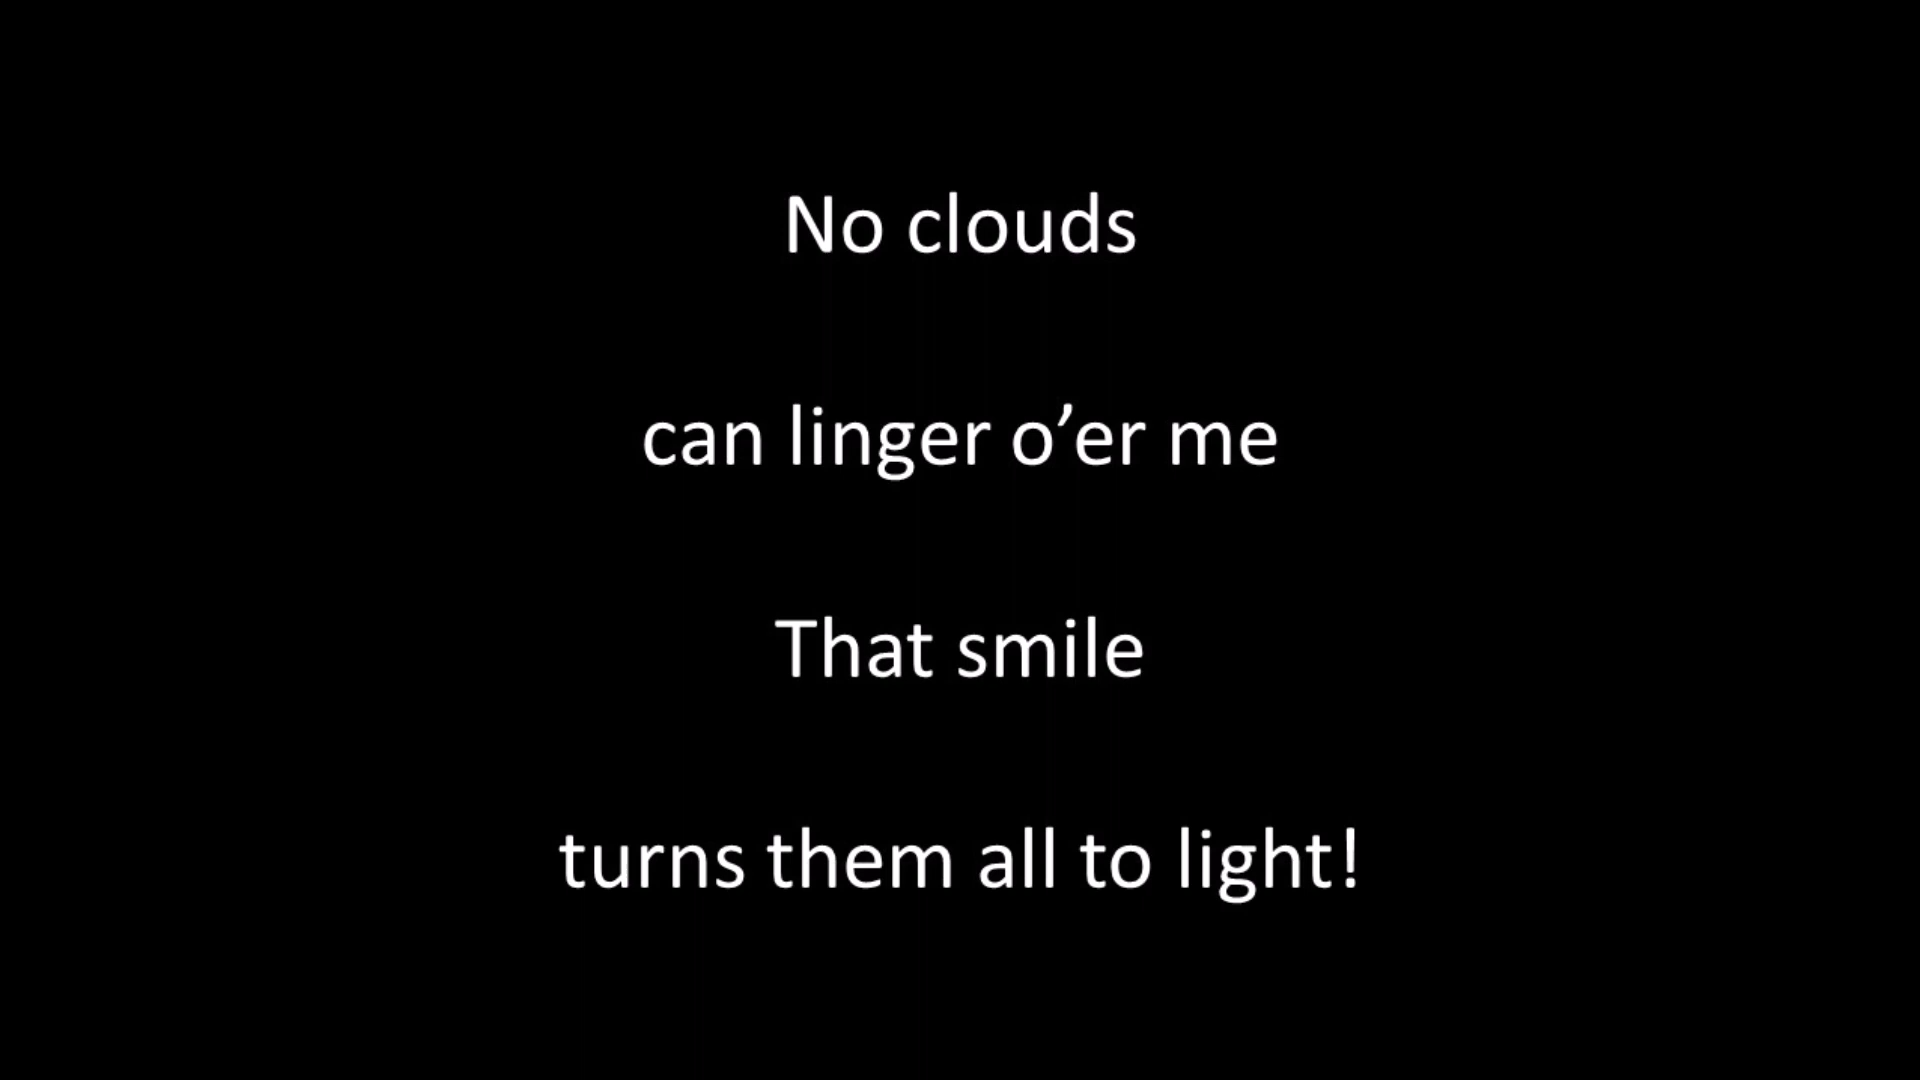 No clouds
can linger o’er me
That smile
turns them all to light!